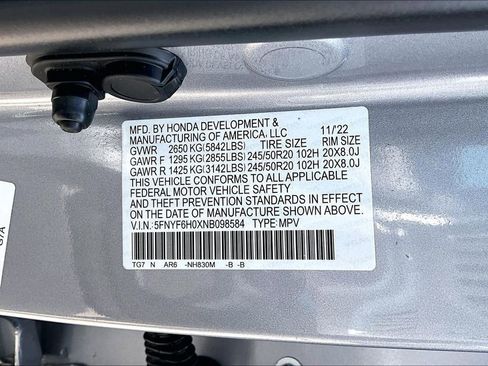 MFD. BY HONDA DEVELOPMENT &
MANUFACTURING OF AMERICA, LLC 11/'22
GVWR 2650 KG(5842LBS) TIRE SIZE RIM SIZE
GAWR F 1295 KG(2855LBS) 245/50R20 102H 20X8.0J
GAWR R 1425 KG(3142LBS) 245/50R20 102H 20X8.0J
THIS VEHICLE CONFORMS TO ALL APPLICABLE
FEDERAL MOTOR VEHICLE SAFETY
AND THEFT PREVENTION STANDARDS IN EFFECT
ON THE DATE OF MANUFACTURE SHOWN ABOVE.
V.I.N.: 5FNYF6H0XNB098584 TYPE: MPV
TG7 N AR6 -NH830M -B -B